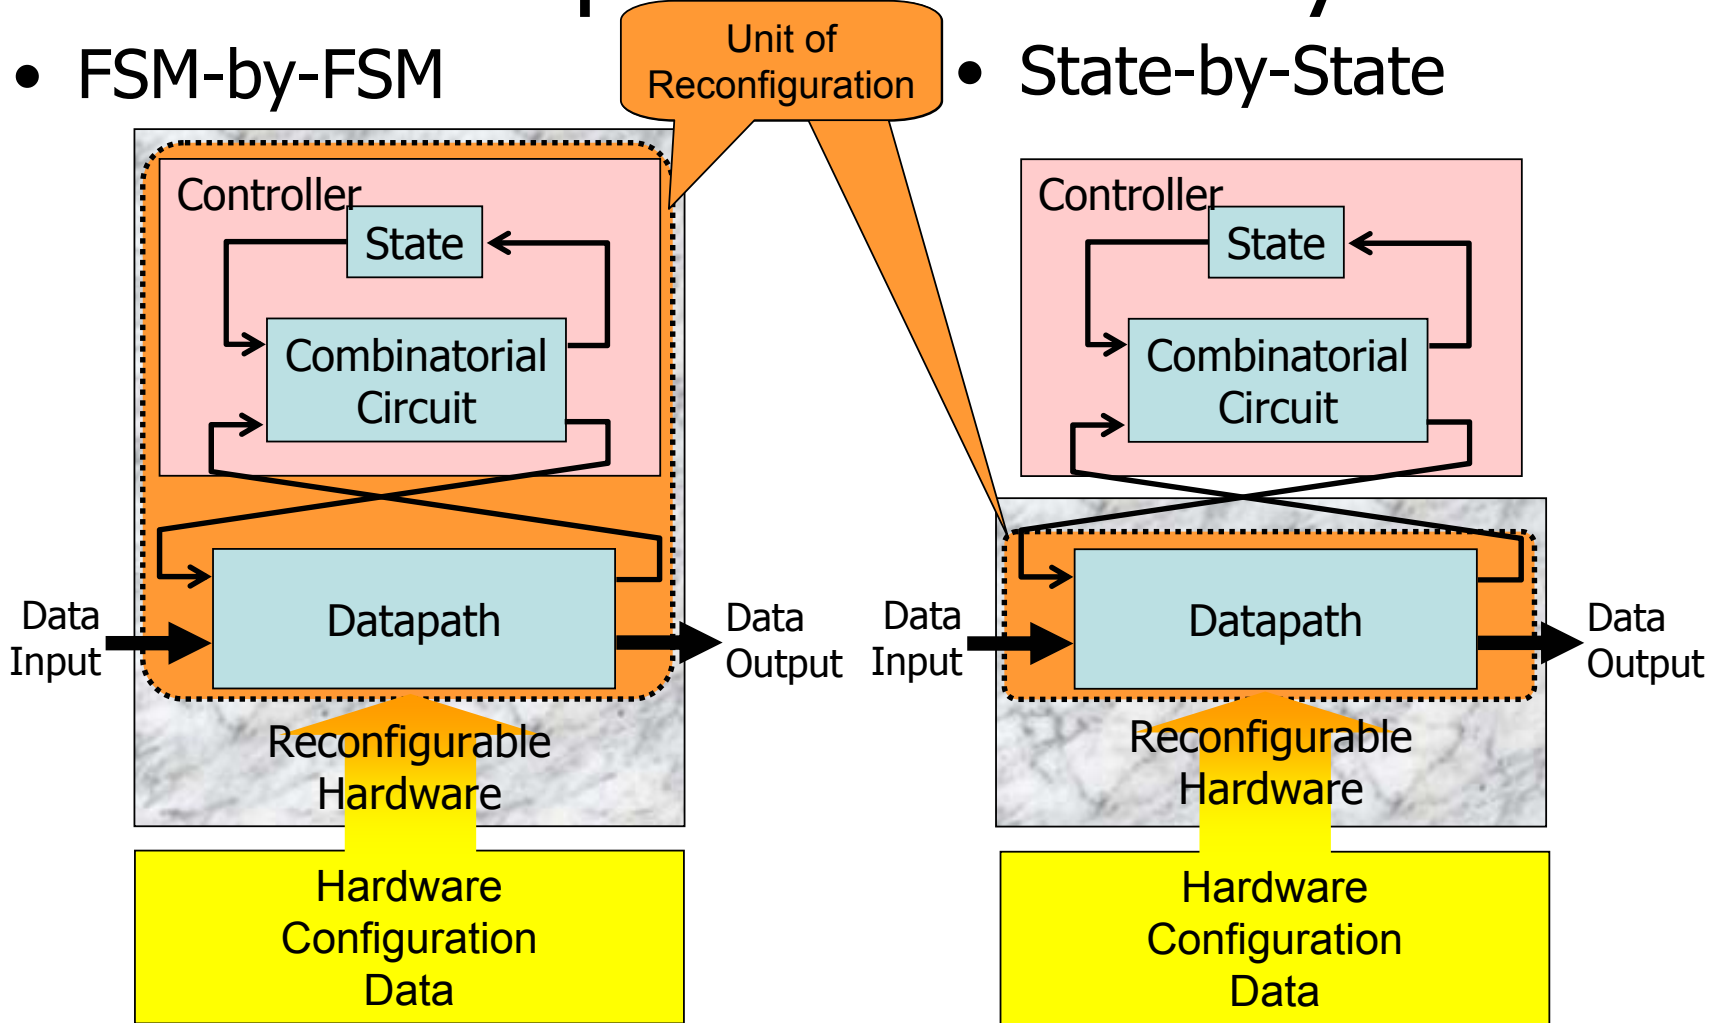 • FSM-by-FSM
Unit of
Reconfiguration
• State-by-State
Controller
State
Combinatorial
Circuit
Datapath
Data
Input
Data
Output
Reconfigurable
Hardware
Hardware
Configuration
Data
Controller
State
Combinatorial
Circuit
Datapath
Data
Input
Data
Output
Reconfigurable
Hardware
Hardware
Configuration
Data